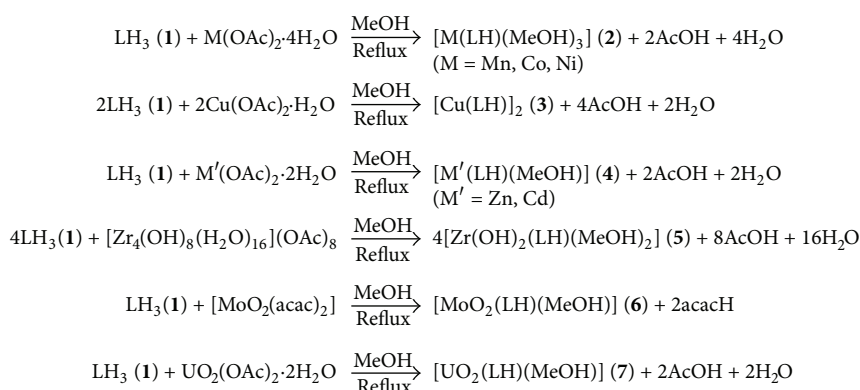 LH₃ (1) + M(OAc)₂·4H₂O MeOH Reflux → [M(LH)(MeOH)₃] (2) + 2AcOH + 4H₂O
(M = Mn, Co, Ni)
2LH₃ (1) + 2Cu(OAc)₂·H₂O MeOH Reflux → [Cu(LH)]₂ (3) + 4AcOH + 2H₂O
LH₃ (1) + M′(OAc)₂·2H₂O MeOH Reflux → [M′(LH)(MeOH)] (4) + 2AcOH + 2H₂O
(M′ = Zn, Cd)
4LH₃(1) + [Zr₄(OH)₈(H₂O)₁₆](OAc)₈ MeOH Reflux → 4[Zr(OH)₂(LH)(MeOH)₂] (5) + 8AcOH + 16H₂O
LH₃(1) + [MoO₂(acac)₂] MeOH Reflux → [MoO₂(LH)(MeOH)] (6) + 2acacH
LH₃ (1) + UO₂(OAc)₂·2H₂O MeOH Reflux → [UO₂(LH)(MeOH)] (7) + 2AcOH + 2H₂O